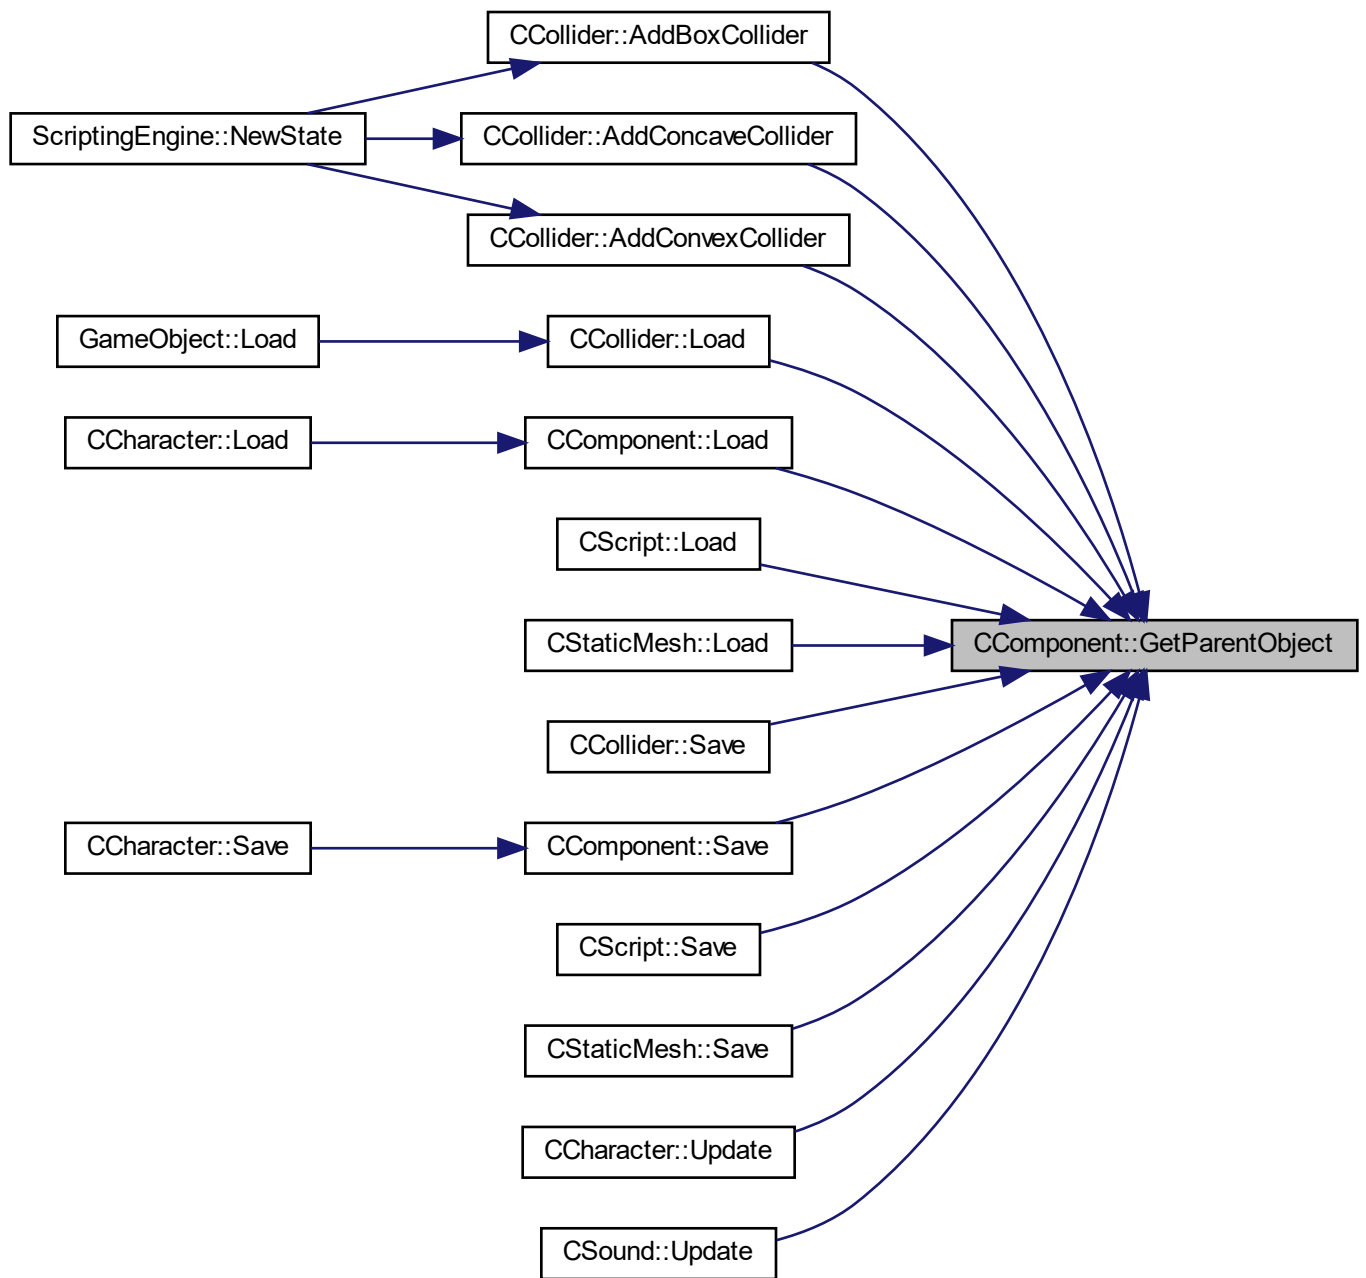 CCollider::AddBoxCollider
ScriptingEngine::NewState
CCollider::AddConcaveCollider
CCollider::AddConvexCollider
GameObject::Load
CCollider::Load
CCharacter::Load
CComponent::Load
CScript::Load
CStaticMesh::Load
CComponent::GetParentObject
CCollider::Save
CCharacter::Save
CComponent::Save
CScript::Save
CStaticMesh::Save
CCharacter::Update
CSound::Update